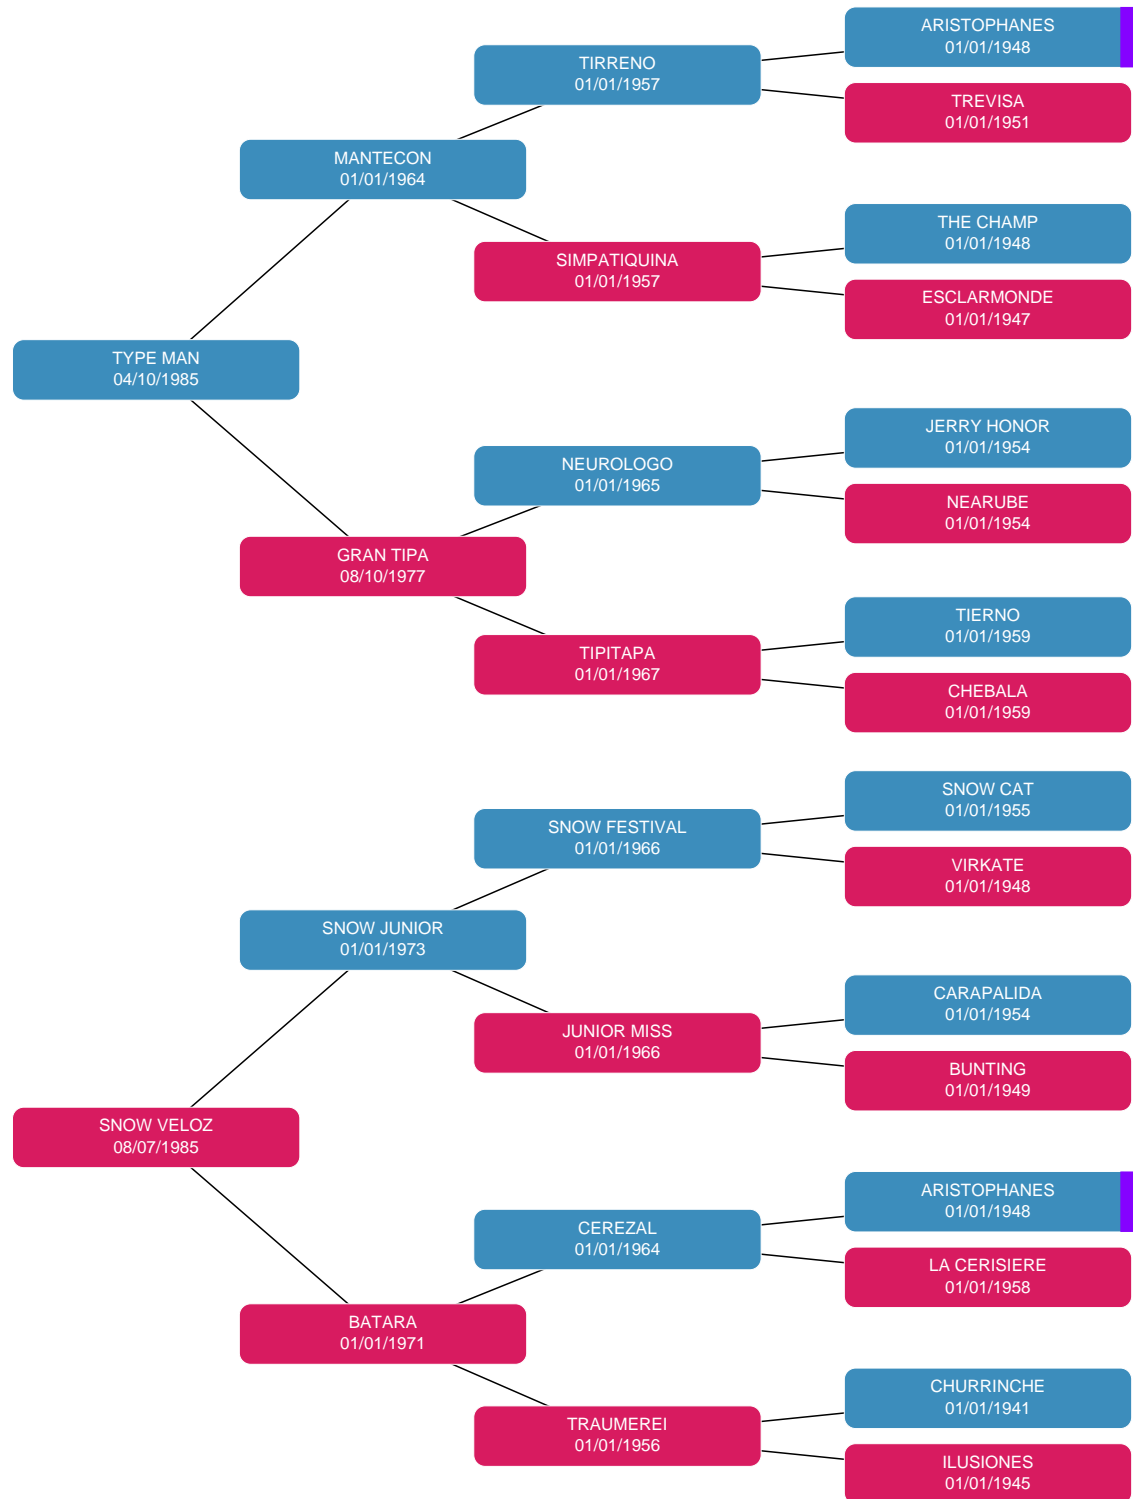 ARISTOPHANES
01/01/1948
TIRRENO
01/01/1957
TREVISA
01/01/1951
MANTECON
01/01/1964
THE CHAMP
01/01/1948
SIMPATIQUINA
01/01/1957
ESCLARMONDE
01/01/1947
TYPE MAN
04/10/1985
JERRY HONOR
01/01/1954
NEUROLOGO
01/01/1965
NEARUBE
01/01/1954
GRAN TIPA
08/10/1977
TIERNO
01/01/1959
TIPITAPA
01/01/1967
CHEBALA
01/01/1959
SNOW CAT
01/01/1955
SNOW FESTIVAL
01/01/1966
VIRKATE
01/01/1948
SNOW JUNIOR
01/01/1973
CARAPALIDA
01/01/1954
JUNIOR MISS
01/01/1966
BUNTING
01/01/1949
SNOW VELOZ
08/07/1985
ARISTOPHANES
01/01/1948
CEREZAL
01/01/1964
LA CERISIERE
01/01/1958
BATARA
01/01/1971
CHURRINCHE
01/01/1941
TRAUMEREI
01/01/1956
ILUSIONES
01/01/1945